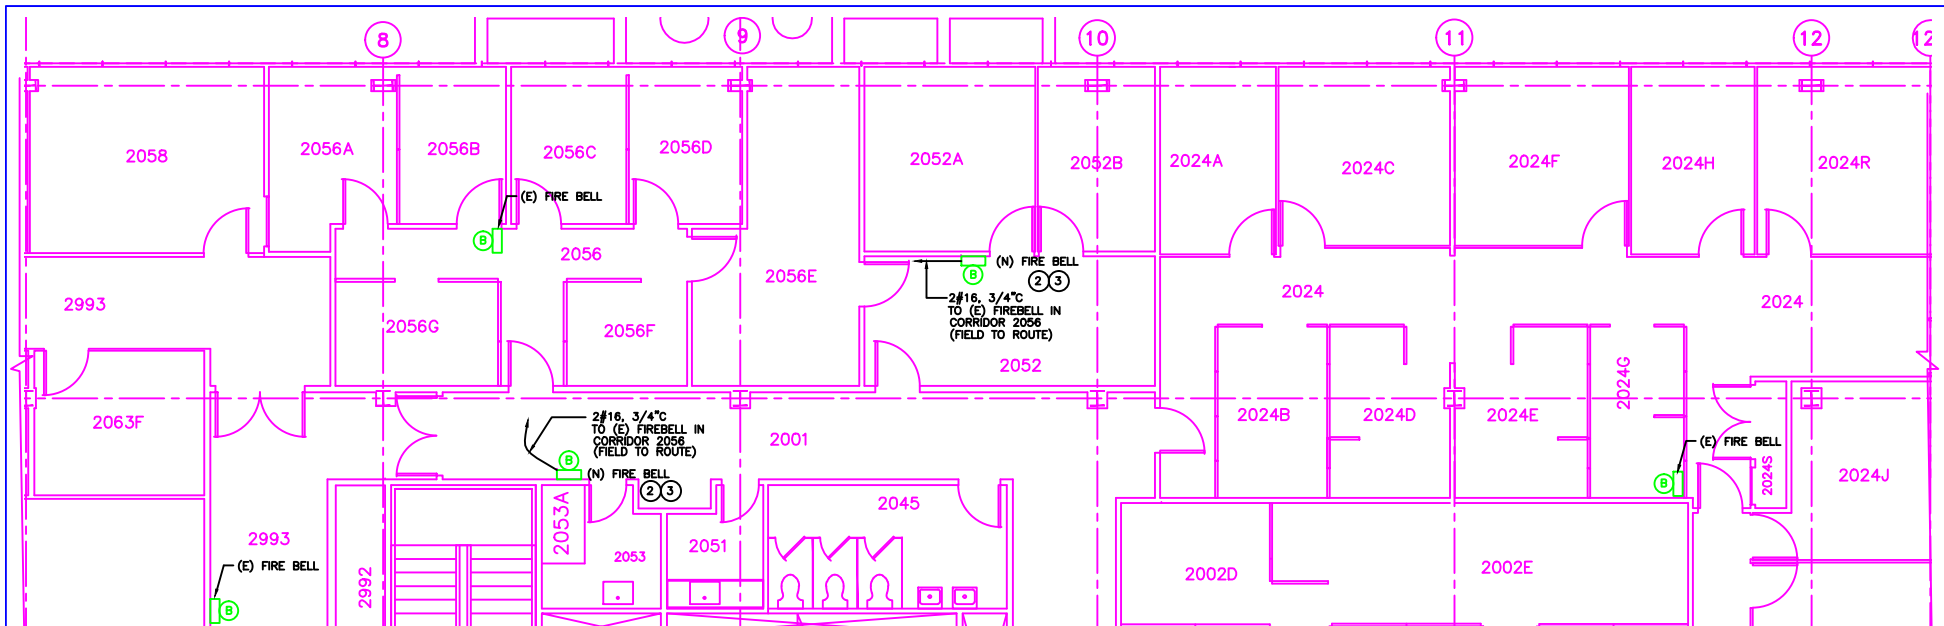 8
9
10
11
12
12
2058
2056A
2056B
2056C
2056D
2052A
2052B
2024A
2024C
2024F
2024H
2024R
(E) FIRE BELL
B
2056
2056E
B
(N) FIRE BELL
2 3
2#16, 3/4"C
TO (E) FIREBELL IN
CORRIDOR 2056
(FIELD TO ROUTE)
2024
2024
2993
2056G
2056F
2052
2024G
2063F
2#16, 3/4"C
TO (E) FIREBELL IN
CORRIDOR 2056
(FIELD TO ROUTE)
B
(N) FIRE BELL
2 3
2001
2024B
2024D
2024E
(E) FIRE BELL
B
2024S
2024J
2053A
2053
2051
2045
2993
(E) FIRE BELL
B
2992
2002D
2002E